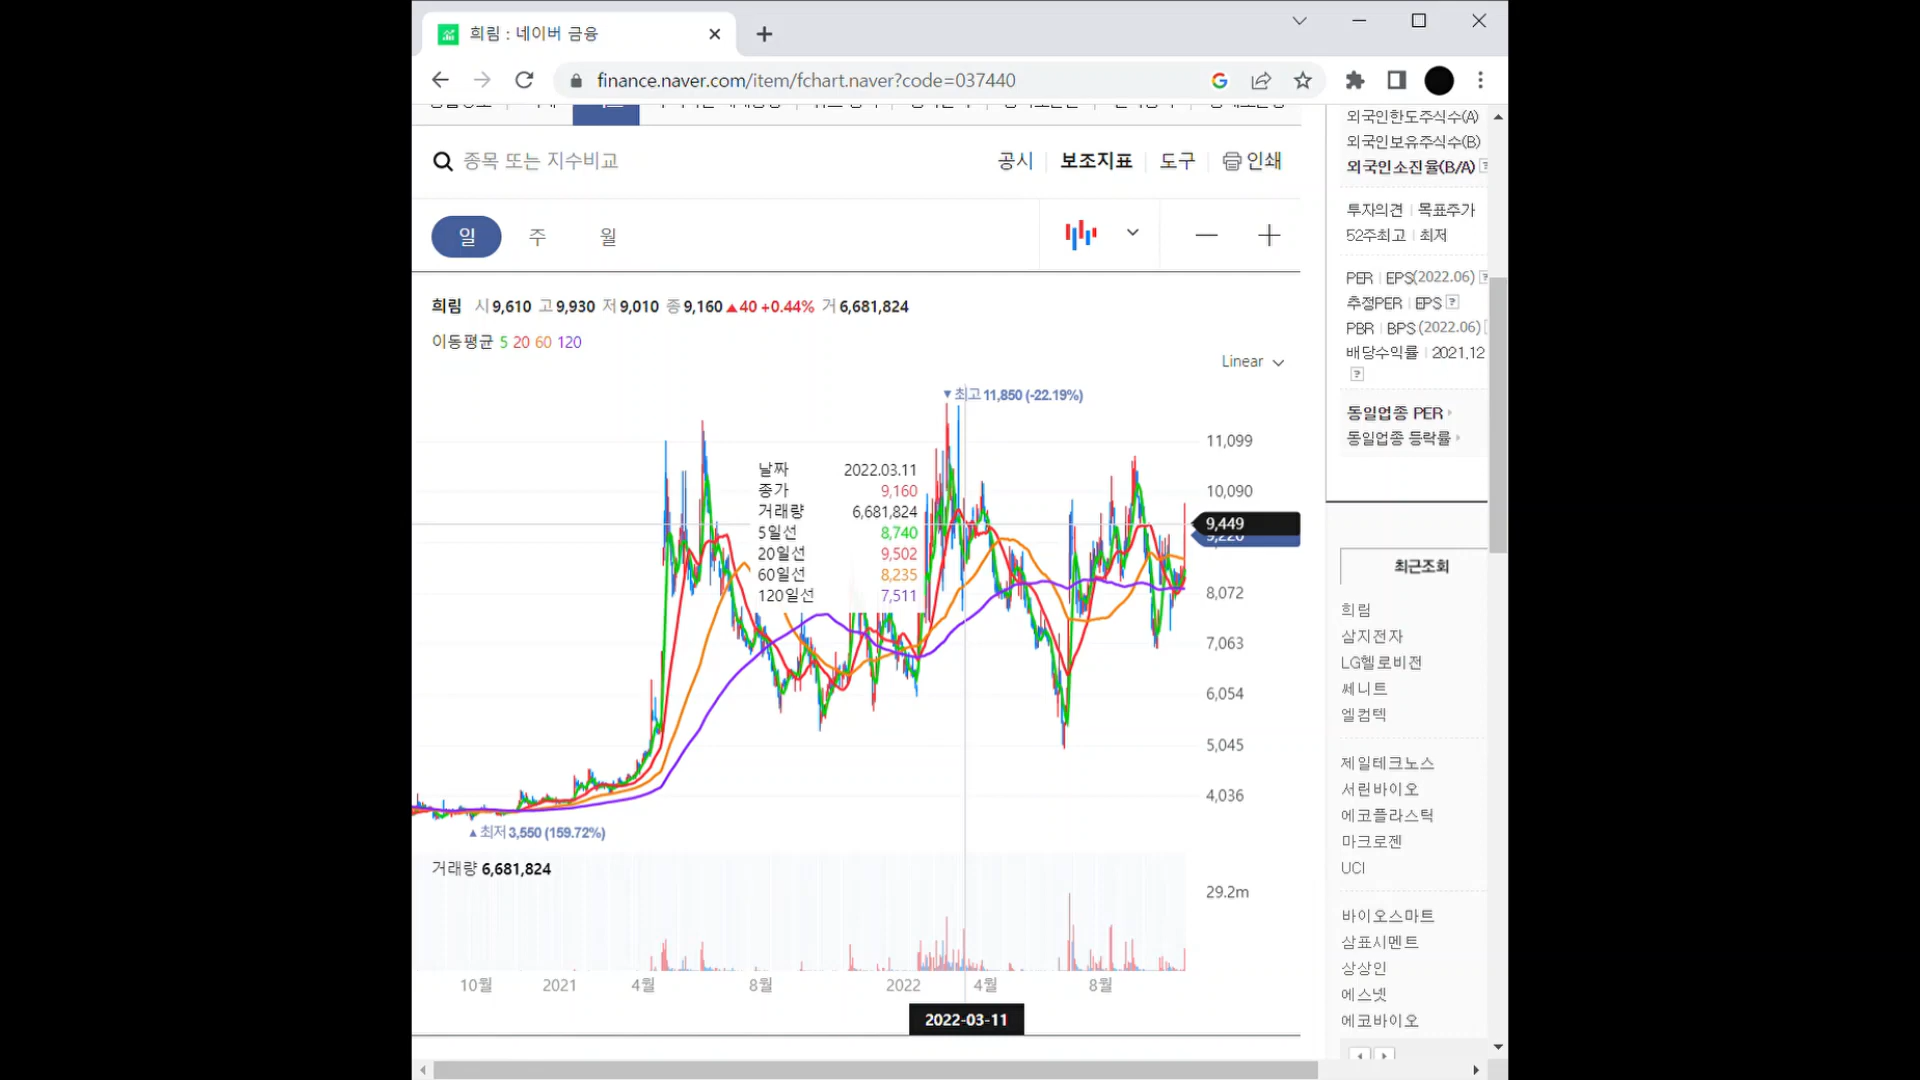 희림 : 네이버 금융
finance.naver.com/item/fchart.naver?code=037440
종목 또는 지수비교
공시 보조지표 도구 인쇄
일 주 월
희림 시 9,610 고 9,930 저 9,010 종 9,160 ▲40 +0.44% 거 6,681,824
이동평균 5 20 60 120
Linear
▼최고 11,850 (-22.19%)
날짜 2022.03.11
종가 9,160
거래량 6,681,824
5일선 8,740
20일선 9,502
60일선 8,235
120일선 7,511
11,099
10,090
9,449
9,220
8,072
7,063
6,054
5,045
4,036
▲최저 3,550 (159.72%)
거래량 6,681,824
29.2m
10월 2021 4월 8월 2022 4월 8월
2022-03-11
외국인한도주식수(A)
외국인보유주식수(B)
외국인소진율(B/A) ?
투자의견 | 목표주가
52주최고 | 최저
PER | EPS(2022.06) ?
추정PER | EPS ?
PBR | BPS (2022.06)
배당수익률 | 2021.12
?
동일업종 PER
동일업종 등락률
최근조회
희림
삼지전자
LG헬로비전
쎄니트
엘컴텍
제일테크노스
서린바이오
에코플라스틱
마크로젠
UCI
바이오스마트
삼표시멘트
상상인
에스넷
에코바이오